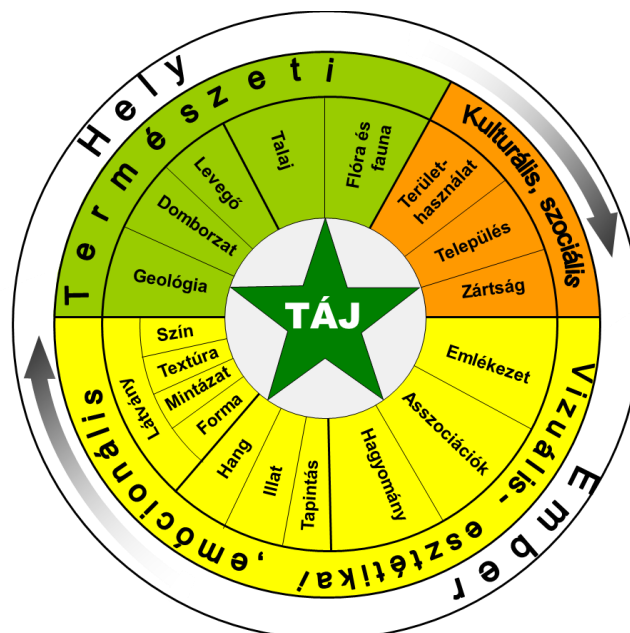 Hely
Természeti
Kulturális, szociális
Geológia
Domborzat
Levegő
Talaj
Flóra és
fauna
Terület-
használat
Település
Zártság
TÁJ
Emlékezet
Asszociációk
Hagyomány
Tapintás
Illat
Hang
Látvány
Szín
Textúra
Mintázat
Forma
Vizuális- esztétikai, emócionális
Ember